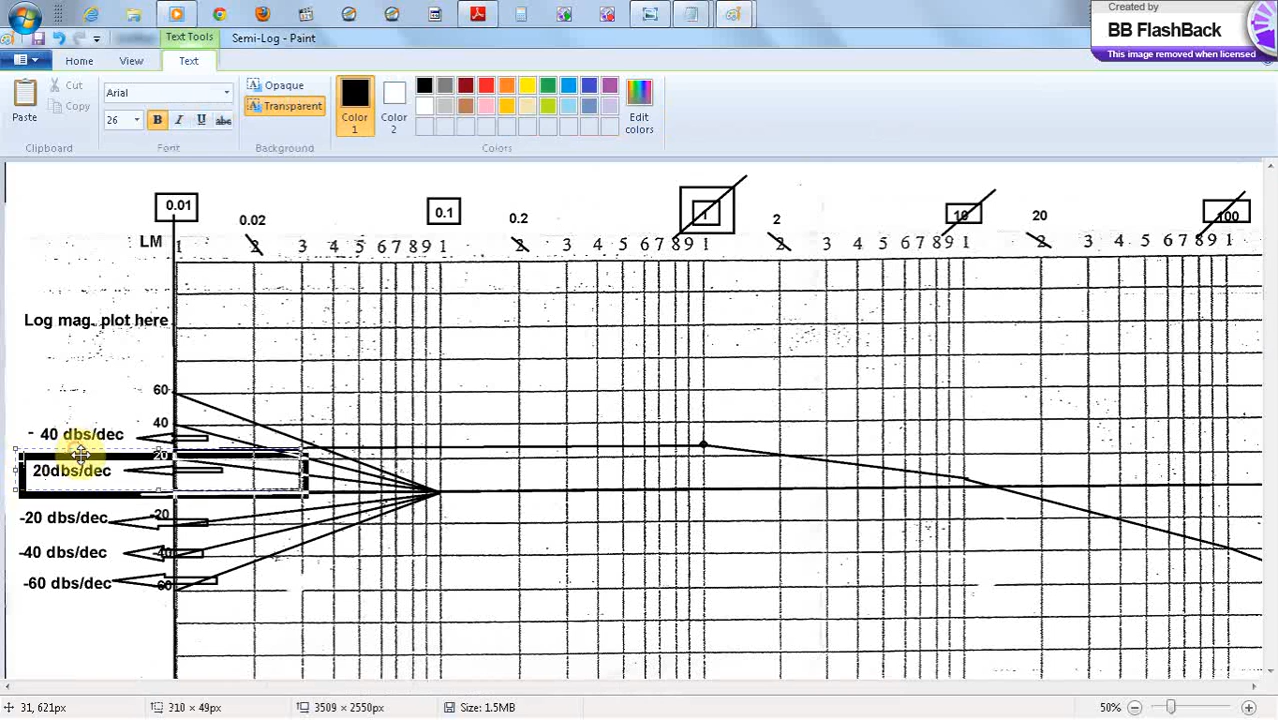 Created by
BB FlashBack
This image removed when licensed
Text Tools
Semi-Log - Paint
Home
View
Text
Paste
Cut
Copy
Clipboard
Arial
26
B
I
U
abc
Font
Opaque
Transparent
Background
Color
1
Color
2
Edit
colors
Colors
0.01
0.02
0.1
0.2
1
2
10
20
100
LM
1 2 3 4 5 6 7 8 9 1 2 3 4 5 6 7 8 9 1 2 3 4 5 6 7 8 9 1 2 3 4 5 6 7 8 9 1
Log mag. plot here
60
40
- 40 dbs/dec
20
20dbs/dec
-20 dbs/dec
-20
-40 dbs/dec
-40
-60 dbs/dec
-60
31, 621px
310 × 49px
3509 × 2550px
Size: 1.5MB
50%